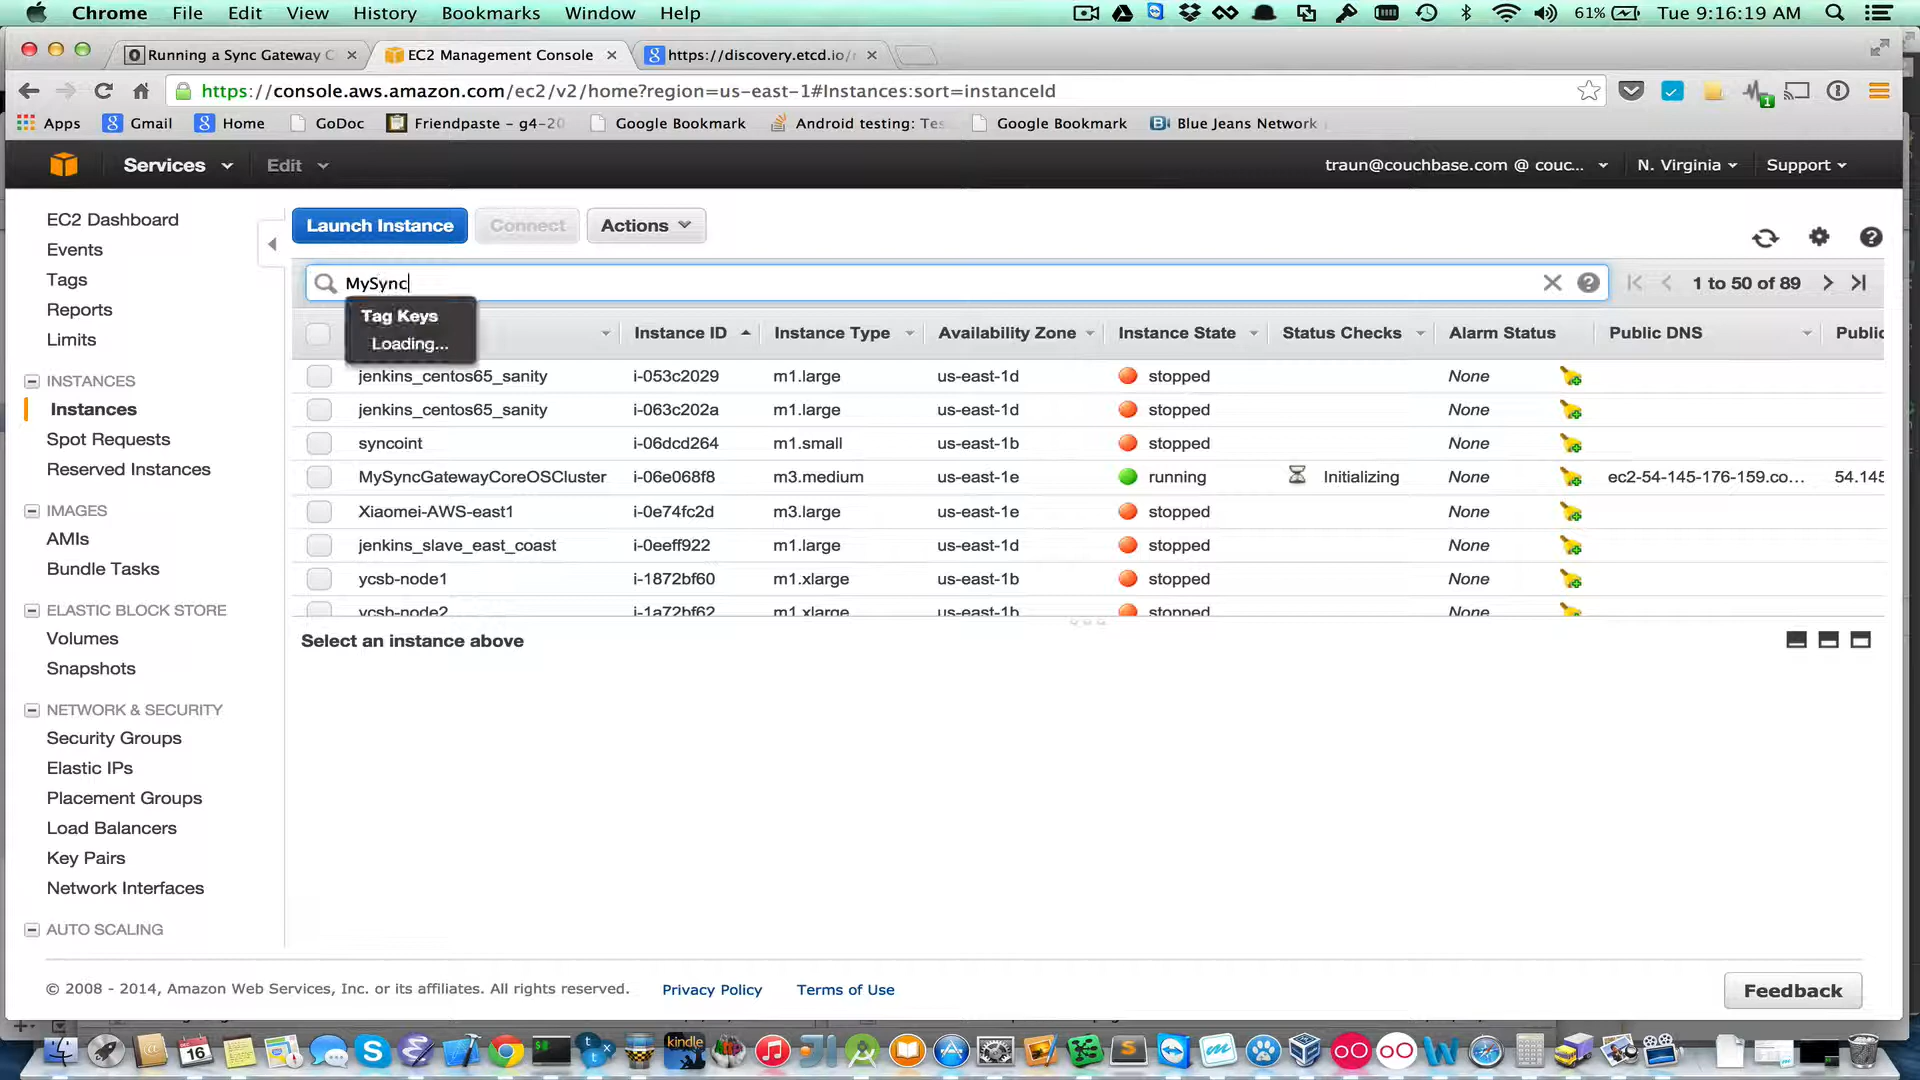 Chrome File Edit View History Bookmarks Window Help 61% Tue 9:16:19 AM
Running a Sync Gateway C EC2 Management Console https://discovery.etcd.io/
https://console.aws.amazon.com/ec2/v2/home?region=us-east-1#Instances:sort=instanceId
Apps Gmail Home GoDoc Friendpaste - g4-20 Google Bookmark Android testing: Tes Google Bookmark Blue Jeans Network
Services Edit traun@couchbase.com @ couc... N. Virginia Support
EC2 Dashboard
Events
Tags
Reports
Limits
INSTANCES
Instances
Spot Requests
Reserved Instances
IMAGES
AMIs
Bundle Tasks
ELASTIC BLOCK STORE
Volumes
Snapshots
NETWORK & SECURITY
Security Groups
Elastic IPs
Placement Groups
Load Balancers
Key Pairs
Network Interfaces
AUTO SCALING
Launch Instance Connect Actions
MySync 1 to 50 of 89
Tag Keys
Loading...
Instance ID Instance Type Availability Zone Instance State Status Checks Alarm Status Public DNS Public
jenkins_centos65_sanity i-053c2029 m1.large us-east-1d stopped None
jenkins_centos65_sanity i-063c202a m1.large us-east-1d stopped None
syncoint i-06dcd264 m1.small us-east-1b stopped None
MySyncGatewayCoreOSCluster i-06e068f8 m3.medium us-east-1e running Initializing None ec2-54-145-176-159.co... 54.145
Xiaomei-AWS-east1 i-0e74fc2d m3.large us-east-1e stopped None
jenkins_slave_east_coast i-0eeff922 m1.large us-east-1d stopped None
ycsb-node1 i-1872bf60 m1.xlarge us-east-1b stopped None
ycsb-node2 i-1a72bf62 m1.xlarge us-east-1b stopped None
Select an instance above
© 2008 - 2014, Amazon Web Services, Inc. or its affiliates. All rights reserved. Privacy Policy Terms of Use
Feedback